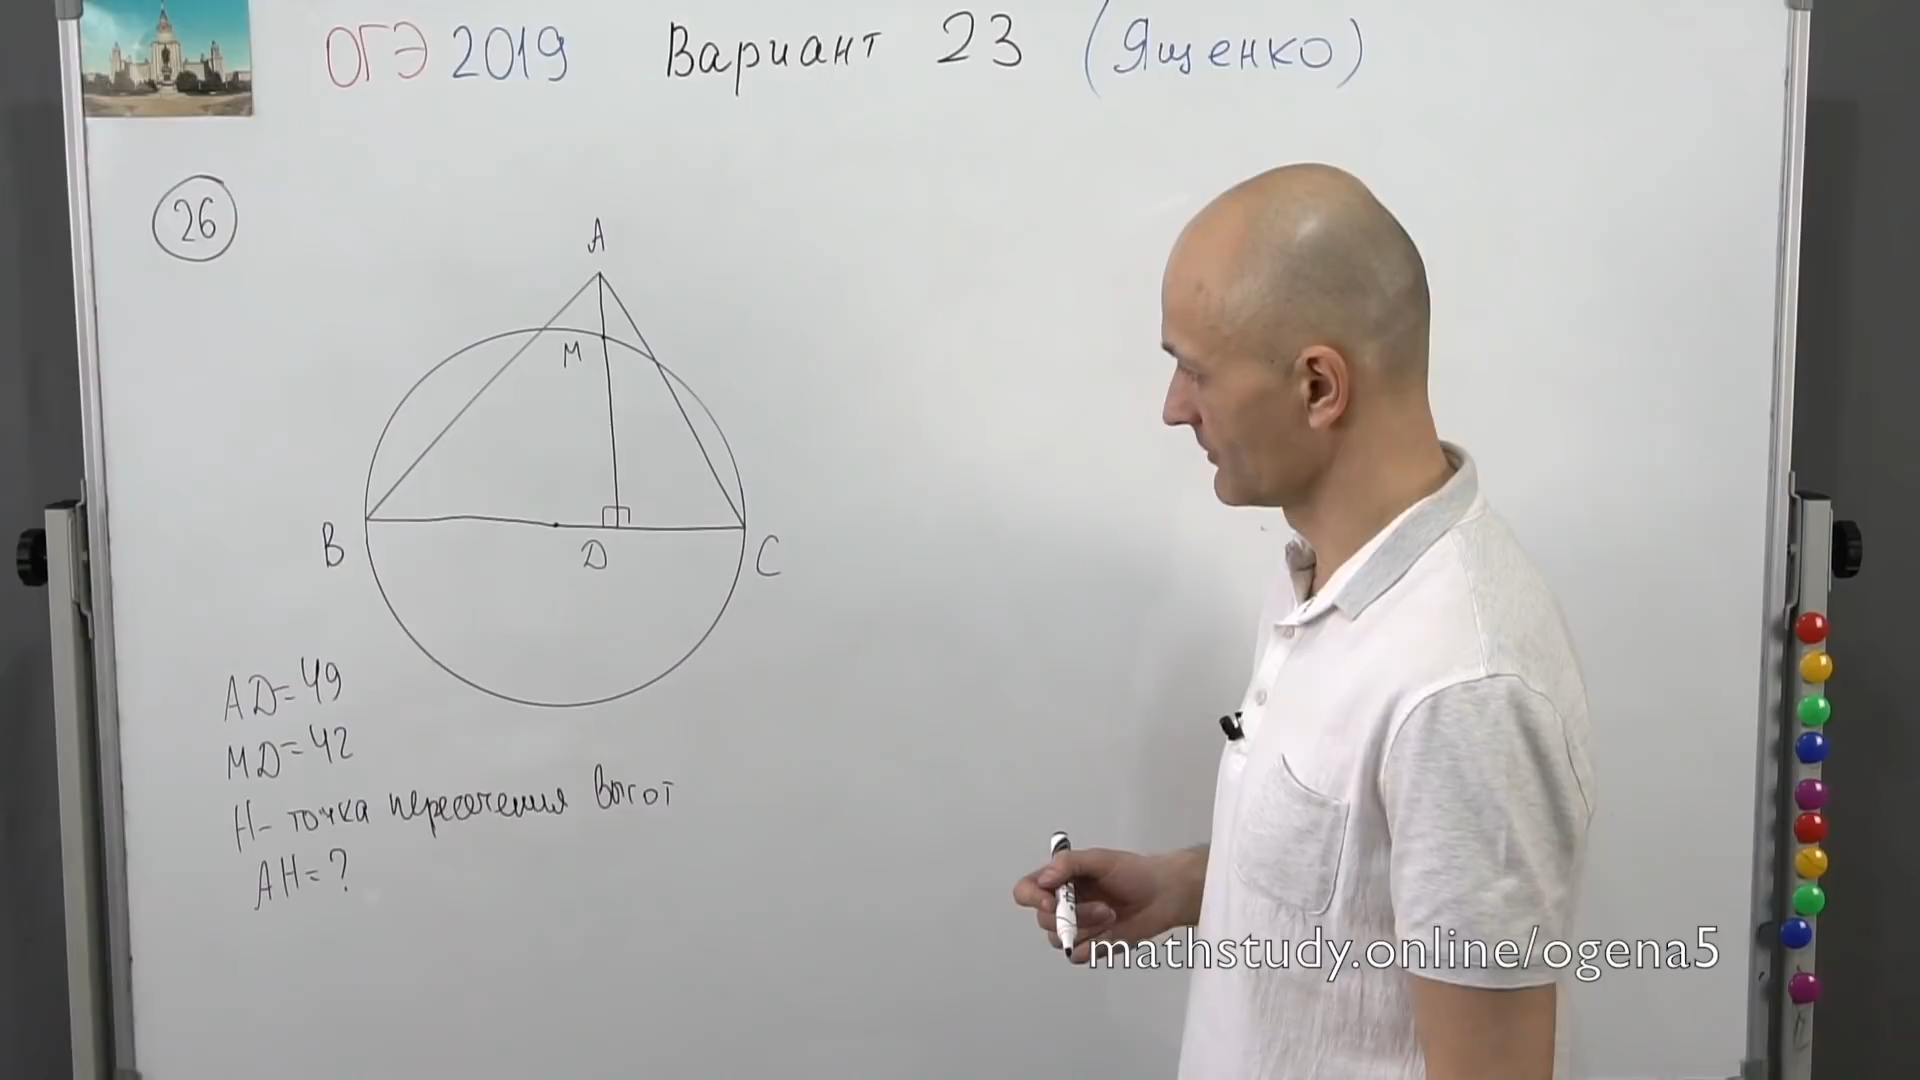 ОГЭ 2019 Вариант 23 (Ященко)
26
A
M
B
D
C
AD=49
MD=42
H- точка пересечения высот
AH=?
mathstudy.online/ogena5